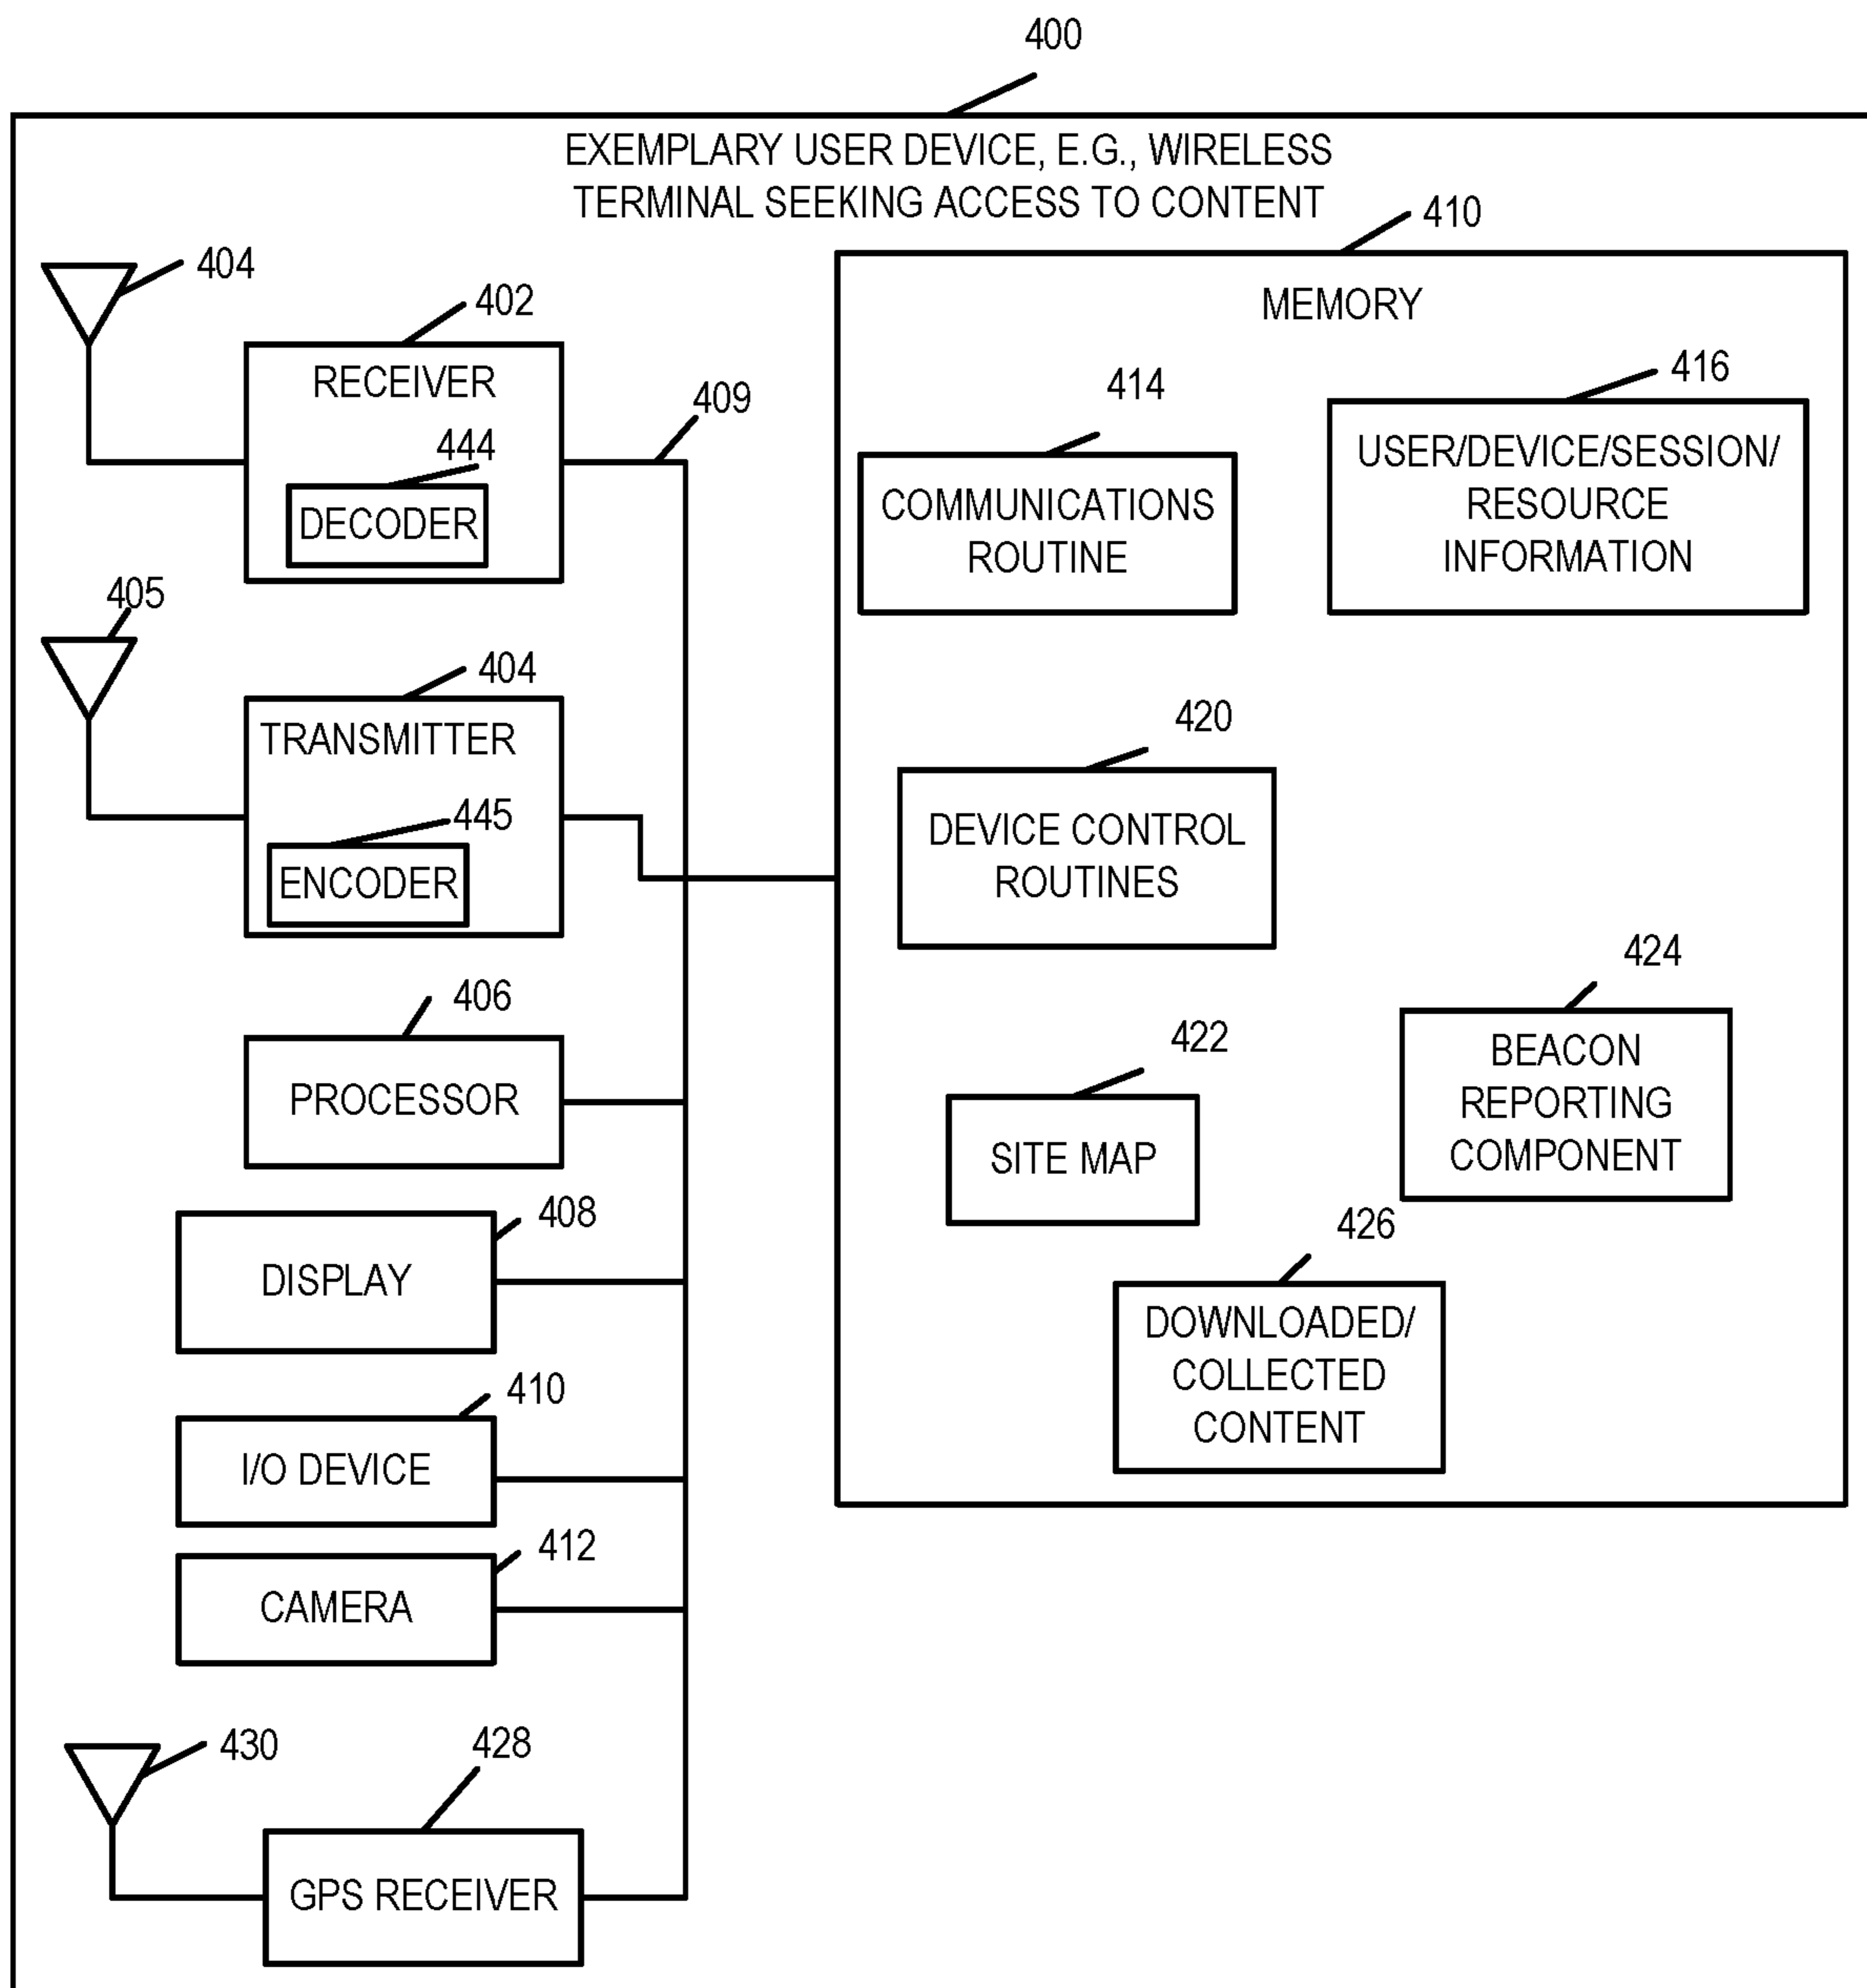 400
EXEMPLARY USER DEVICE, E.G., WIRELESS
TERMINAL SEEKING ACCESS TO CONTENT
404
402
RECEIVER
444
DECODER
409
405
404
TRANSMITTER
445
ENCODER
406
PROCESSOR
408
DISPLAY
410
I/O DEVICE
412
CAMERA
430
428
GPS RECEIVER
410
MEMORY
414
COMMUNICATIONS
ROUTINE
416
USER/DEVICE/SESSION/
RESOURCE
INFORMATION
420
DEVICE CONTROL
ROUTINES
424
BEACON
REPORTING
COMPONENT
422
SITE MAP
426
DOWNLOADED/
COLLECTED
CONTENT